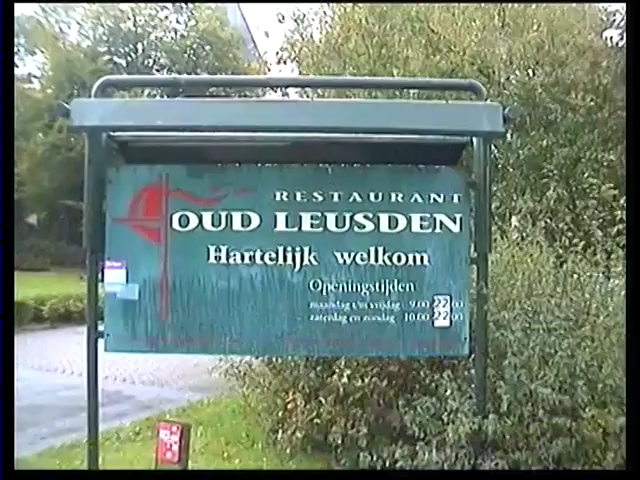 RESTAURANT
OUD LEUSDEN
Hartelijk welkom
Openingstijden
maandag t/m vrijdag 9.00 22.00
zaterdag en zondag 10.00 22.00